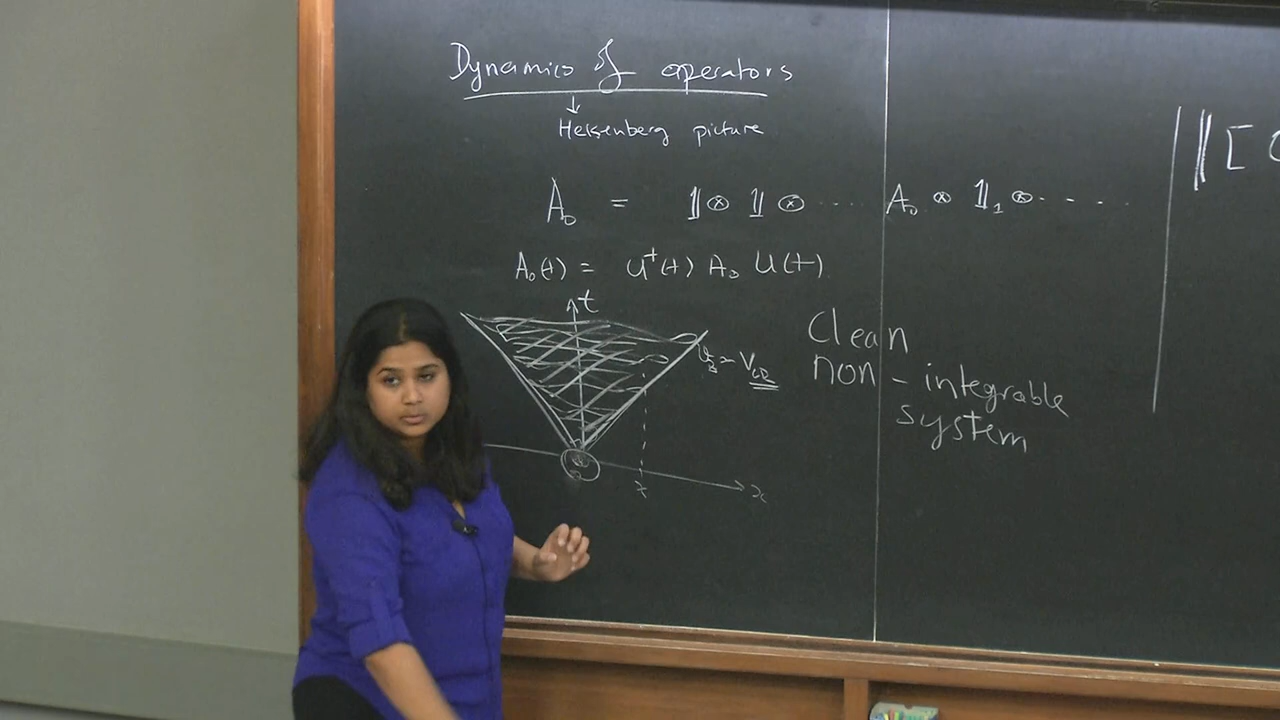 Dynamics of operators
↓
Heisenberg picture
A₀ = 𝟙 ⊗ 𝟙 ⊗ ..... A₀ ⊗ 𝟙₁ ⊗ .....
A₀(t) = U†(t) A₀ U(t)
t
Clean
non-integrable
system
v_B ~ V_LR
x
x
‖ [